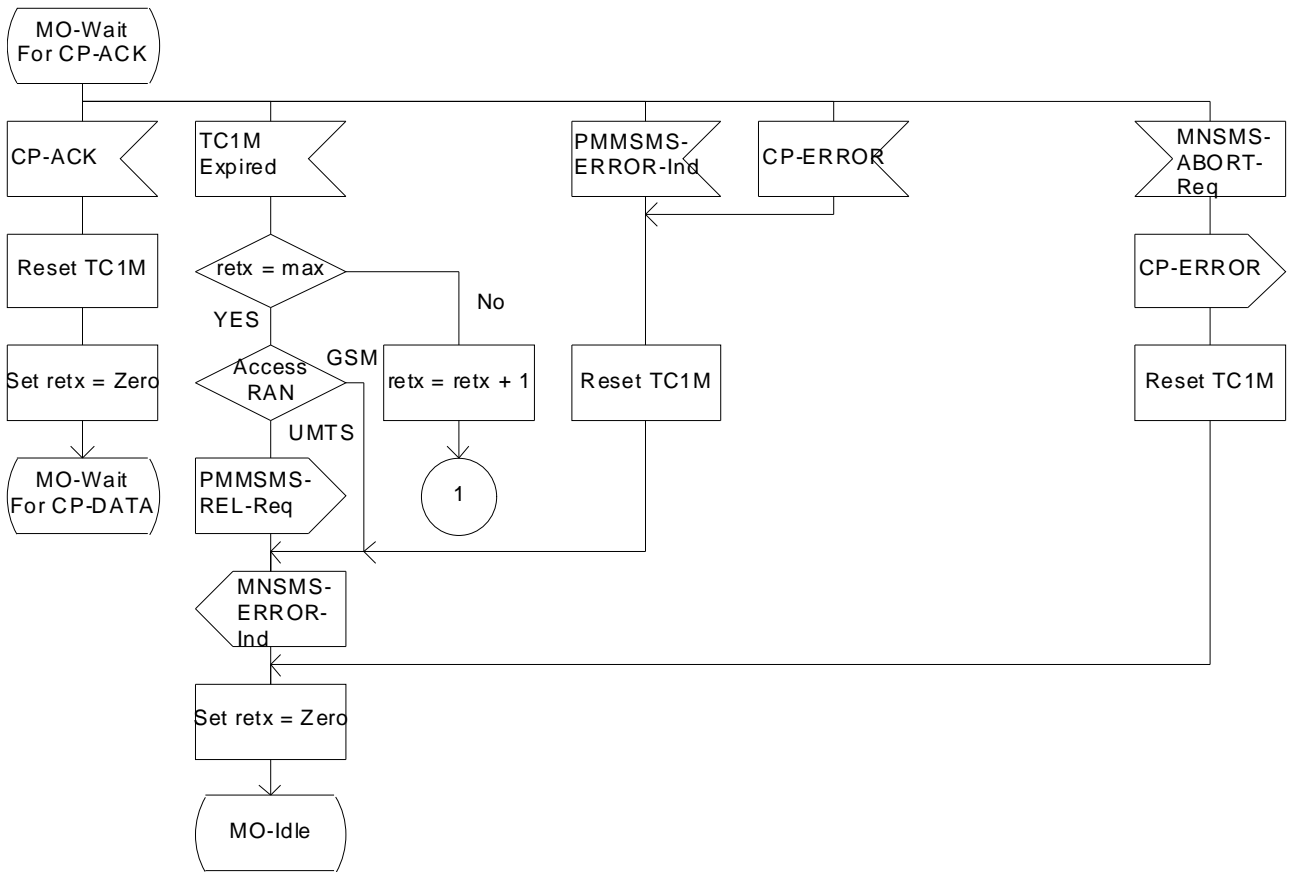 MO-Wait
For CP-ACK
CP-ACK
TC1M
Expired
PMMSMS-
ERROR-Ind
CP-ERROR
MNSMS-
ABORT-
Req
Reset TC1M
retx = max
No
CP-ERROR
YES
Set retx = Zero
Access
RAN
GSM
retx = retx + 1
Reset TC1M
Reset TC1M
UMTS
MO-Wait
For CP-DATA
PMMSMS-
REL-Req
1
MNSMS-
ERROR-
Ind
Set retx = Zero
MO-Idle